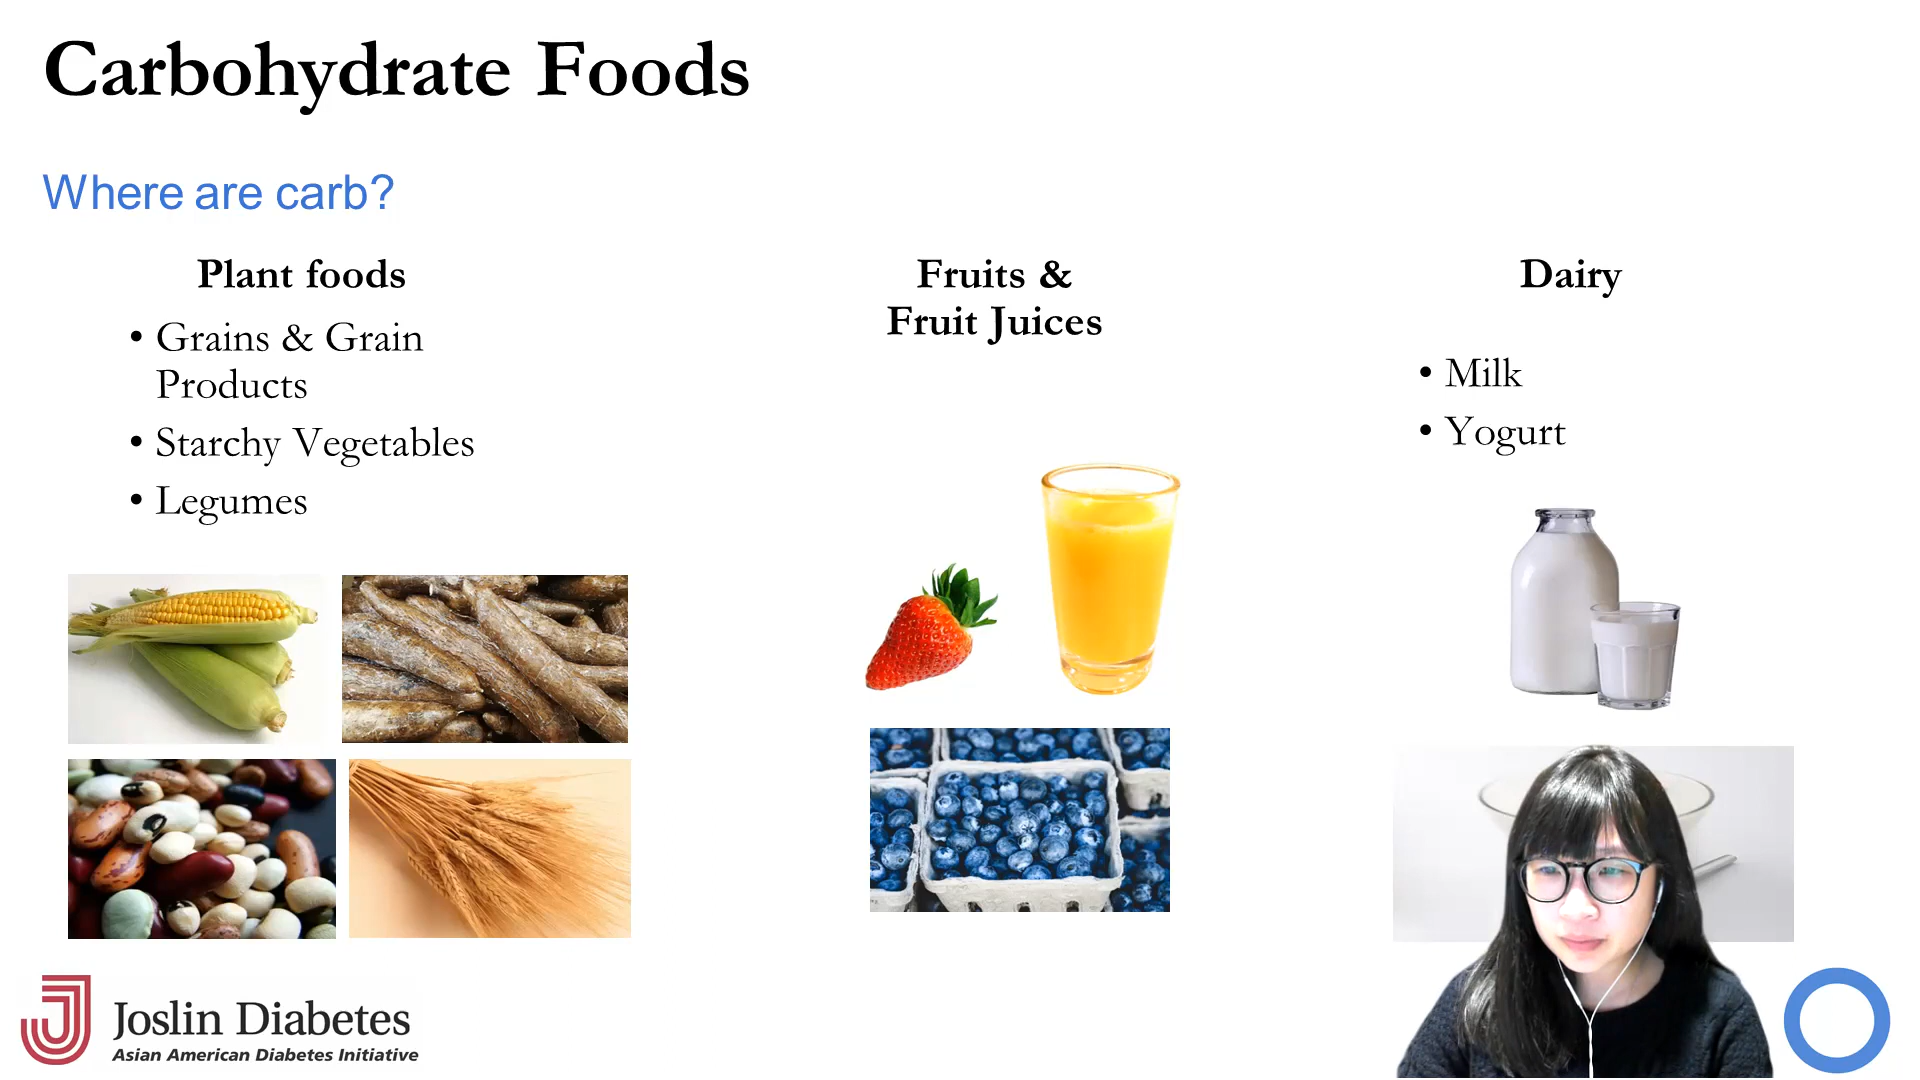 Carbohydrate Foods
Where are carb?
Plant foods
• Grains & Grain
Products
• Starchy Vegetables
• Legumes
Fruits &
Fruit Juices
Dairy
• Milk
• Yogurt
Joslin Diabetes
Asian American Diabetes Initiative